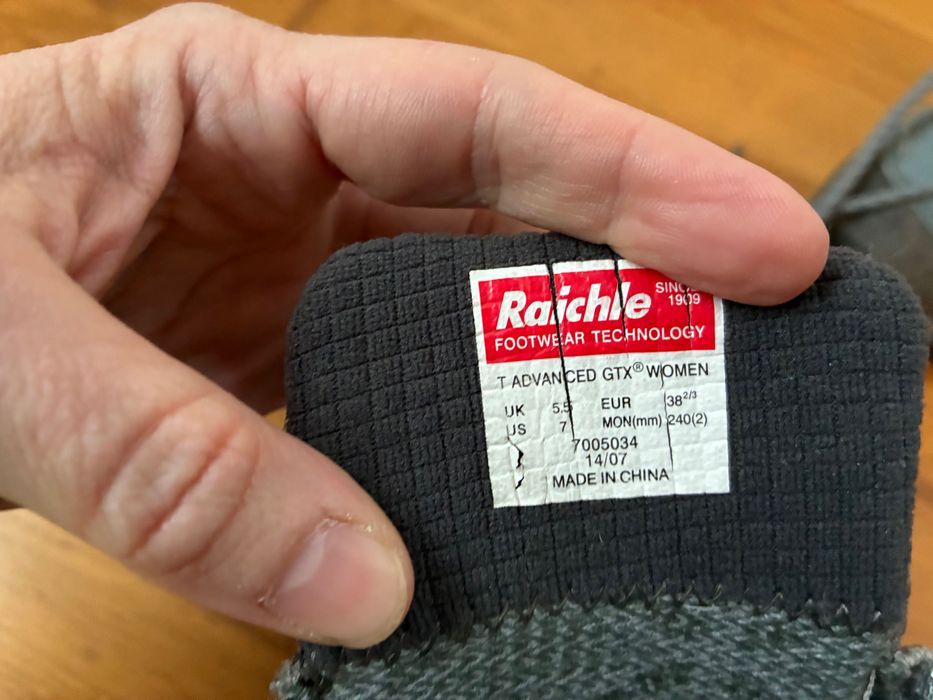 Raichle
SINCE
1909
FOOTWEAR TECHNOLOGY
T ADVANCED GTX® WOMEN
UK 5.5 EUR 38 2/3
US 7 MON(mm) 240(2)
7005034
14/07
MADE IN CHINA